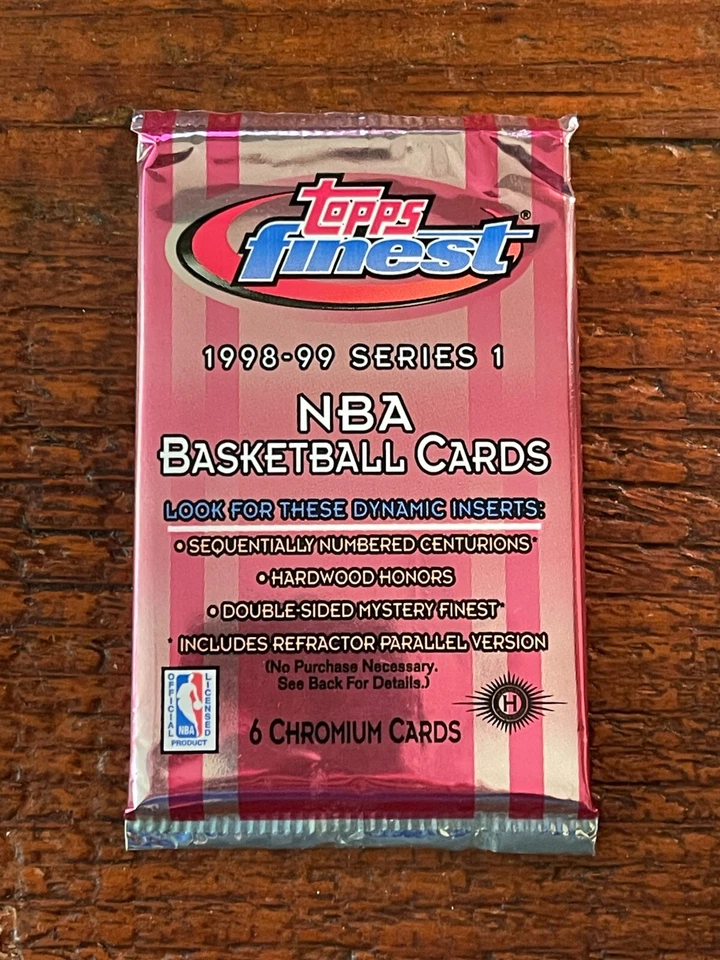 TOPPS
finest®
1998-99 SERIES 1
NBA
BASKETBALL CARDS
LOOK FOR THESE DYNAMIC INSERTS:
• SEQUENTIALLY NUMBERED CENTURIONS*
• HARDWOOD HONORS
• DOUBLE-SIDED MYSTERY FINEST*
* INCLUDES REFRACTOR PARALLEL VERSION
(No Purchase Necessary.
See Back For Details.)
OFFICIAL
LICENSED
NBA
PRODUCT
H
6 CHROMIUM CARDS